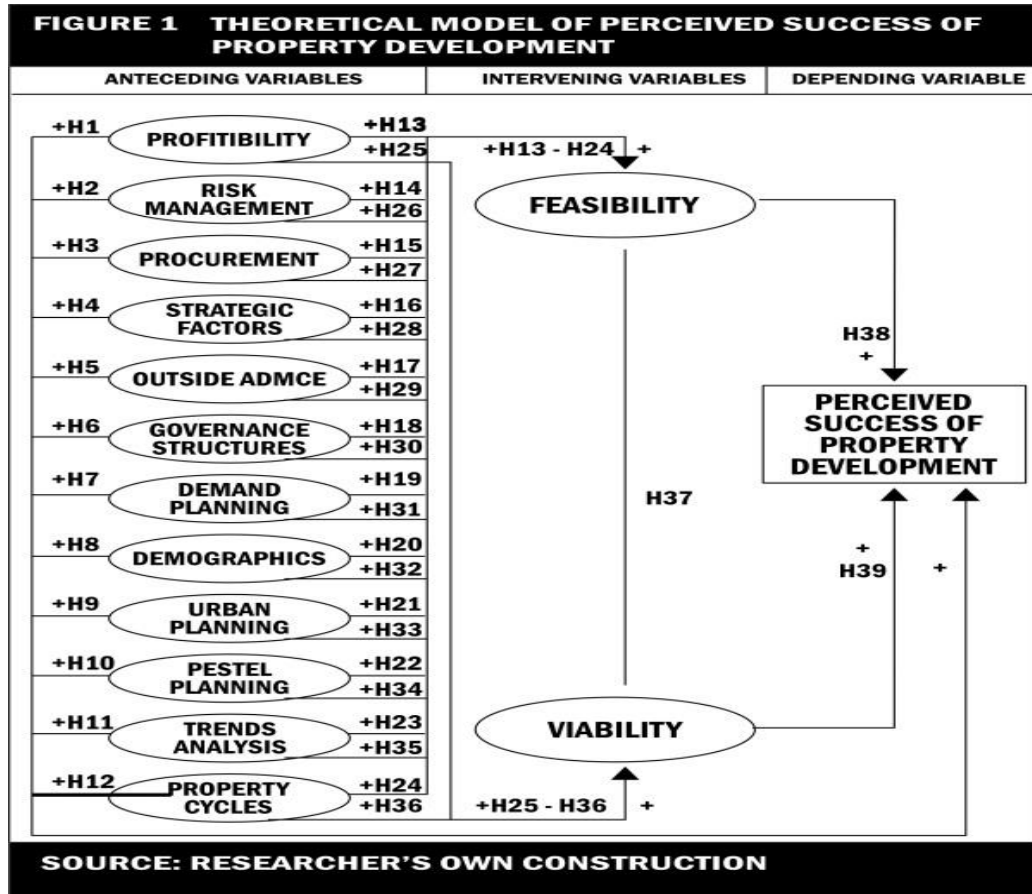 FIGURE 1 THEORETICAL MODEL OF PERCEIVED SUCCESS OF
PROPERTY DEVELOPMENT
ANTECEDING VARIABLES
INTERVENING VARIABLES
DEPENDING VARIABLE
+H1
PROFITIBILITY
+H13
+H25
+H2
RISK
MANAGEMENT
+H14
+H26
+H3
PROCUREMENT
+H15
+H27
+H4
STRATEGIC
FACTORS
+H16
+H28
+H5
OUTSIDE ADMCE
+H17
+H29
+H6
GOVERNANCE
STRUCTURES
+H18
+H30
+H7
DEMAND
PLANNING
+H19
+H31
+H8
DEMOGRAPHICS
+H20
+H32
+H9
URBAN
PLANNING
+H21
+H33
+H10
PESTEL
PLANNING
+H22
+H34
+H11
TRENDS
ANALYSIS
+H23
+H35
+H12
PROPERTY
CYCLES
+H24
+H36
+H13 - H24 +
FEASIBILITY
H37
VIABILITY
+H25 - H36 +
H38
+
PERCEIVED
SUCCESS OF
PROPERTY
DEVELOPMENT
+
H39
+
SOURCE: RESEARCHER'S OWN CONSTRUCTION